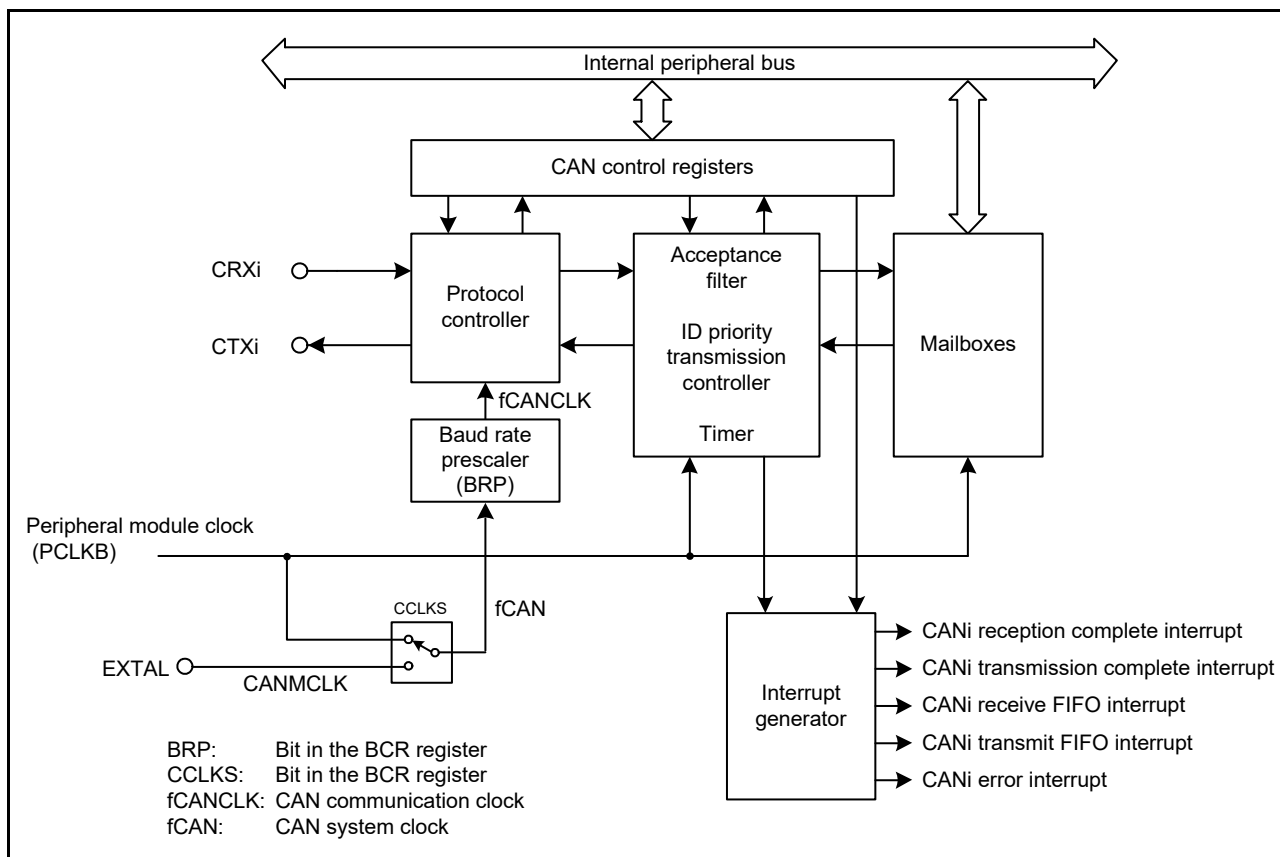 Internal peripheral bus
CAN control registers
CRXi
CTXi
Protocol
controller
Acceptance
filter
ID priority
transmission
controller
Timer
Mailboxes
fCANCLK
Baud rate
prescaler
(BRP)
Peripheral module clock
(PCLKB)
CCLKS
fCAN
EXTAL
CANMCLK
Interrupt
generator
CANi reception complete interrupt
CANi transmission complete interrupt
CANi receive FIFO interrupt
CANi transmit FIFO interrupt
CANi error interrupt
BRP: Bit in the BCR register
CCLKS: Bit in the BCR register
fCANCLK: CAN communication clock
fCAN: CAN system clock